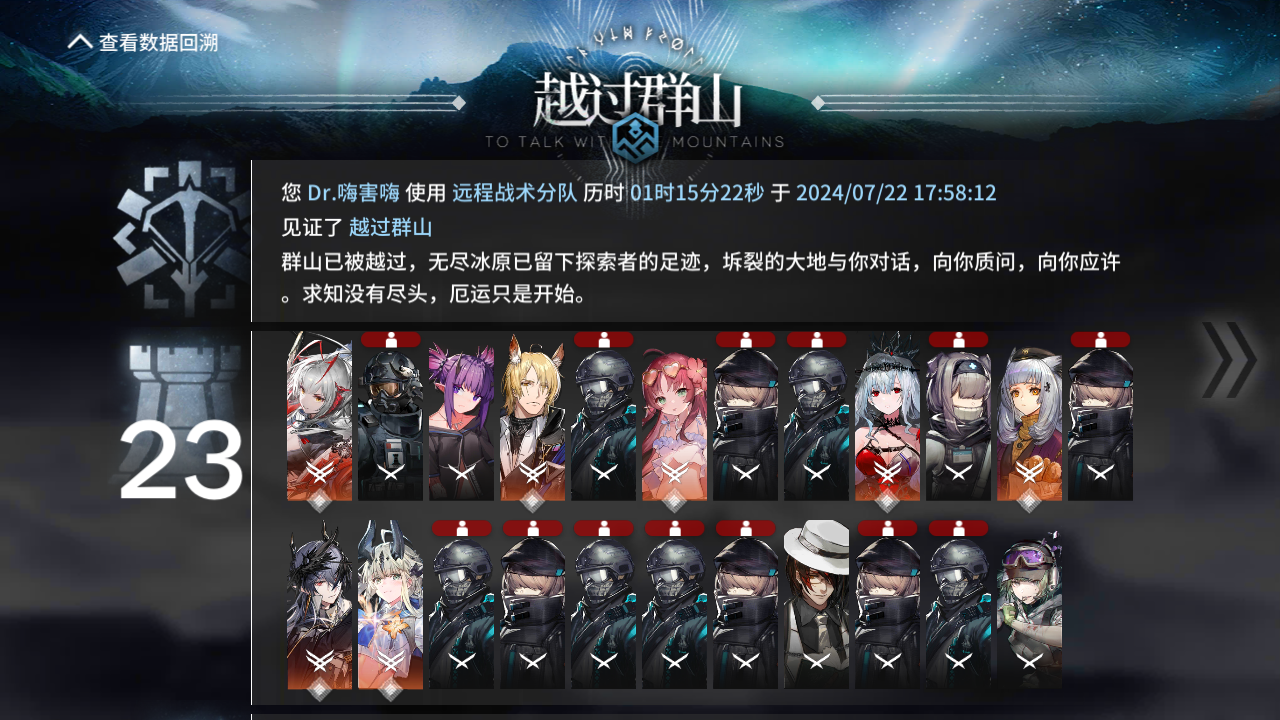 查看数据回溯
越过群山
TO TALK WIT MOUNTAINS
您 Dr.嗨害嗨 使用 远程战术分队 历时 01时15分22秒 于 2024/07/22 17:58:12
见证了 越过群山
群山已被越过，无尽冰原已留下探索者的足迹，坼裂的大地与你对话，向你质问，向你应许
。求知没有尽头，厄运只是开始。
23